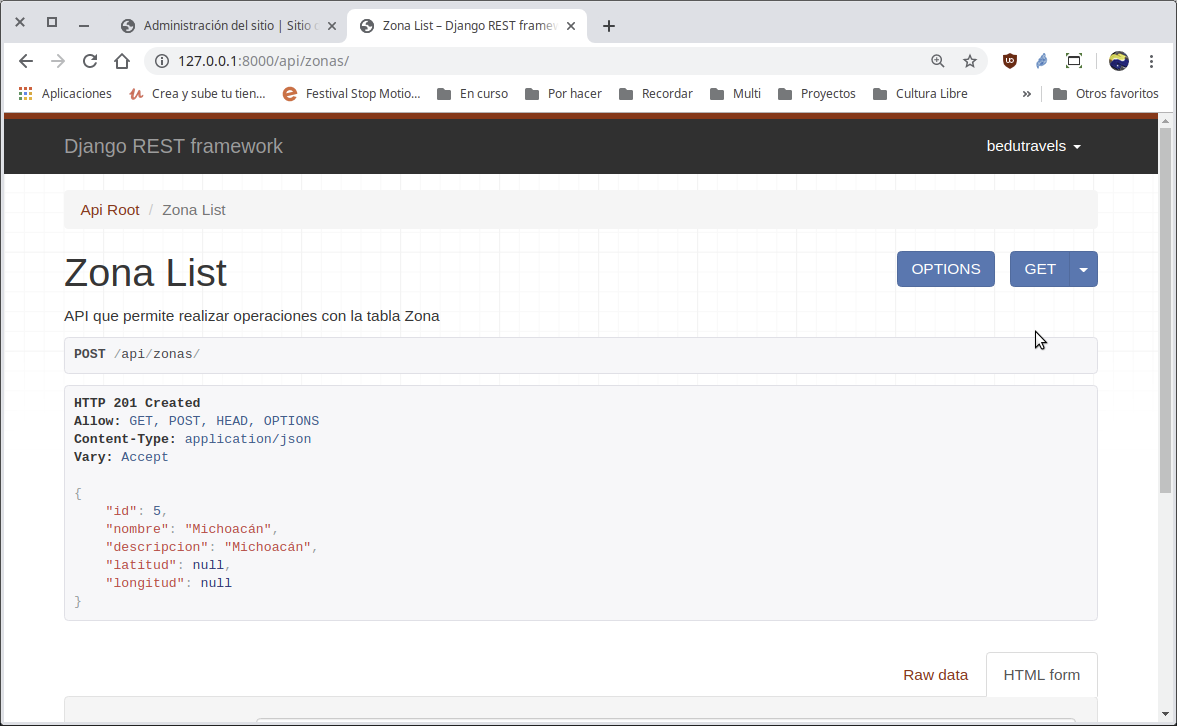 Administración del sitio | Sitio
Zona List – Django REST framew
127.0.0.1:8000/api/zonas/
Aplicaciones Crea y sube tu tien... Festival Stop Motio... En curso Por hacer Recordar Multi Proyectos Cultura Libre » Otros favoritos
Django REST framework bedutravels
Api Root / Zona List
Zona List OPTIONS GET
API que permite realizar operaciones con la tabla Zona
POST /api/zonas/
HTTP 201 Created
Allow: GET, POST, HEAD, OPTIONS
Content-Type: application/json
Vary: Accept
{
"id": 5,
"nombre": "Michoacán",
"descripcion": "Michoacán",
"latitud": null,
"longitud": null
}
Raw data HTML form